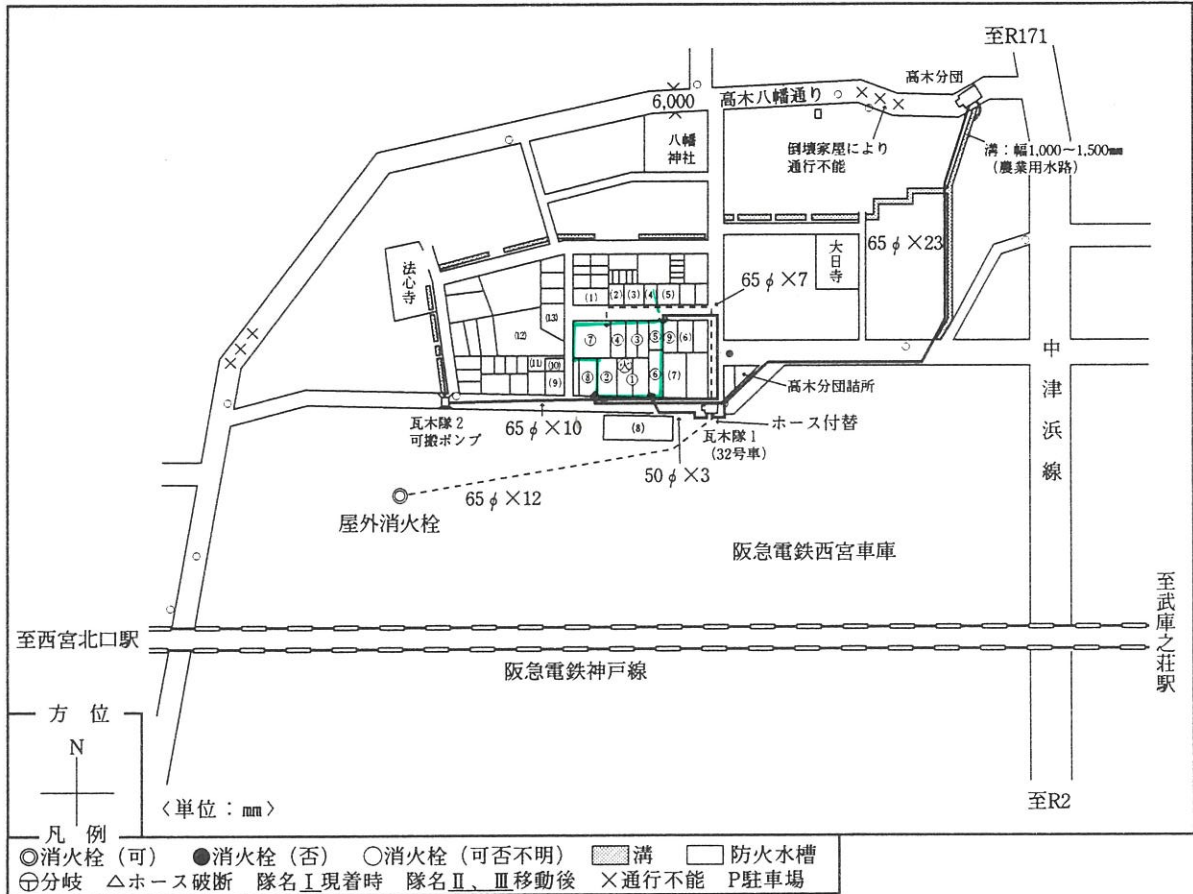 至R171
高木分団
高木八幡通り
6,000
八幡
神社
倒壊家屋により
通行不能
溝：幅1,000〜1,500㎜
（農業用水路）
65φ×23
大日寺
65φ×7
法心寺
(1)
(2)
(3)
(4)
(5)
(13)
(12)
⑦
④
③
⑤
⑨
(6)
(11)
(10)
(9)
⑧
②
火
①
⑥
(7)
高木分団詰所
中津浜線
瓦木隊2
可搬ポンプ
65φ×10
(8)
50φ×3
瓦木隊1
（32号車）
ホース付替
65φ×12
屋外消火栓
阪急電鉄西宮車庫
至西宮北口駅
至武庫之荘駅
阪急電鉄神戸線
方位
N
〈単位：㎜〉
至R2
凡例
◎消火栓（可） ●消火栓（否） ○消火栓（可否不明） 溝 防火水槽
分岐 △ホース破断 隊名Ⅰ現着時 隊名Ⅱ、Ⅲ移動後 ×通行不能 P駐車場